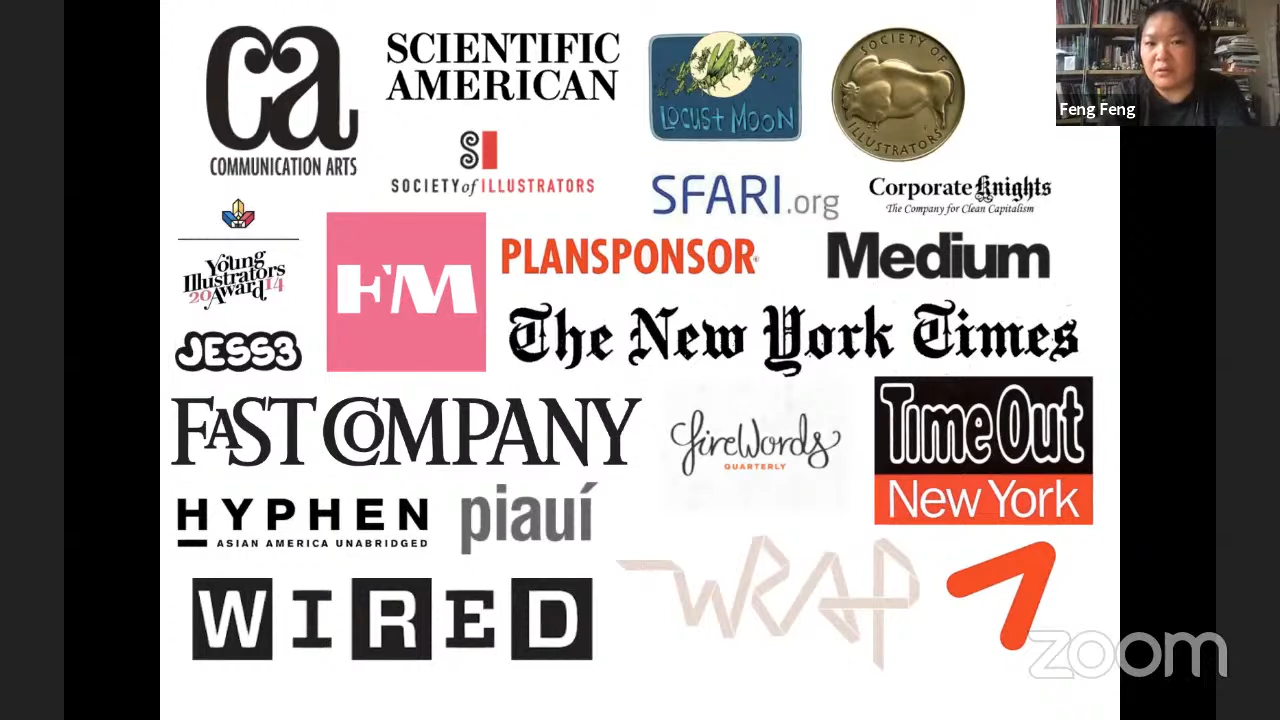 ca
COMMUNICATION ARTS
SCIENTIFIC
AMERICAN
LOCUST MOON
SOCIETY OF
ILLUSTRATORS
Feng Feng
SI
SOCIETY of ILLUSTRATORS
SFARI.org
Corporate Knights
The Company for Clean Capitalism
Young
Illustrators
20 Award 14
F'M
PLANSPONSOR®
Medium
The New York Times
JESS3
FAST COMPANY
fireWords
QUARTERLY
Time Out
New York
HYPHEN
ASIAN AMERICA UNABRIDGED
piauí
WIRED
WRAP
zoom